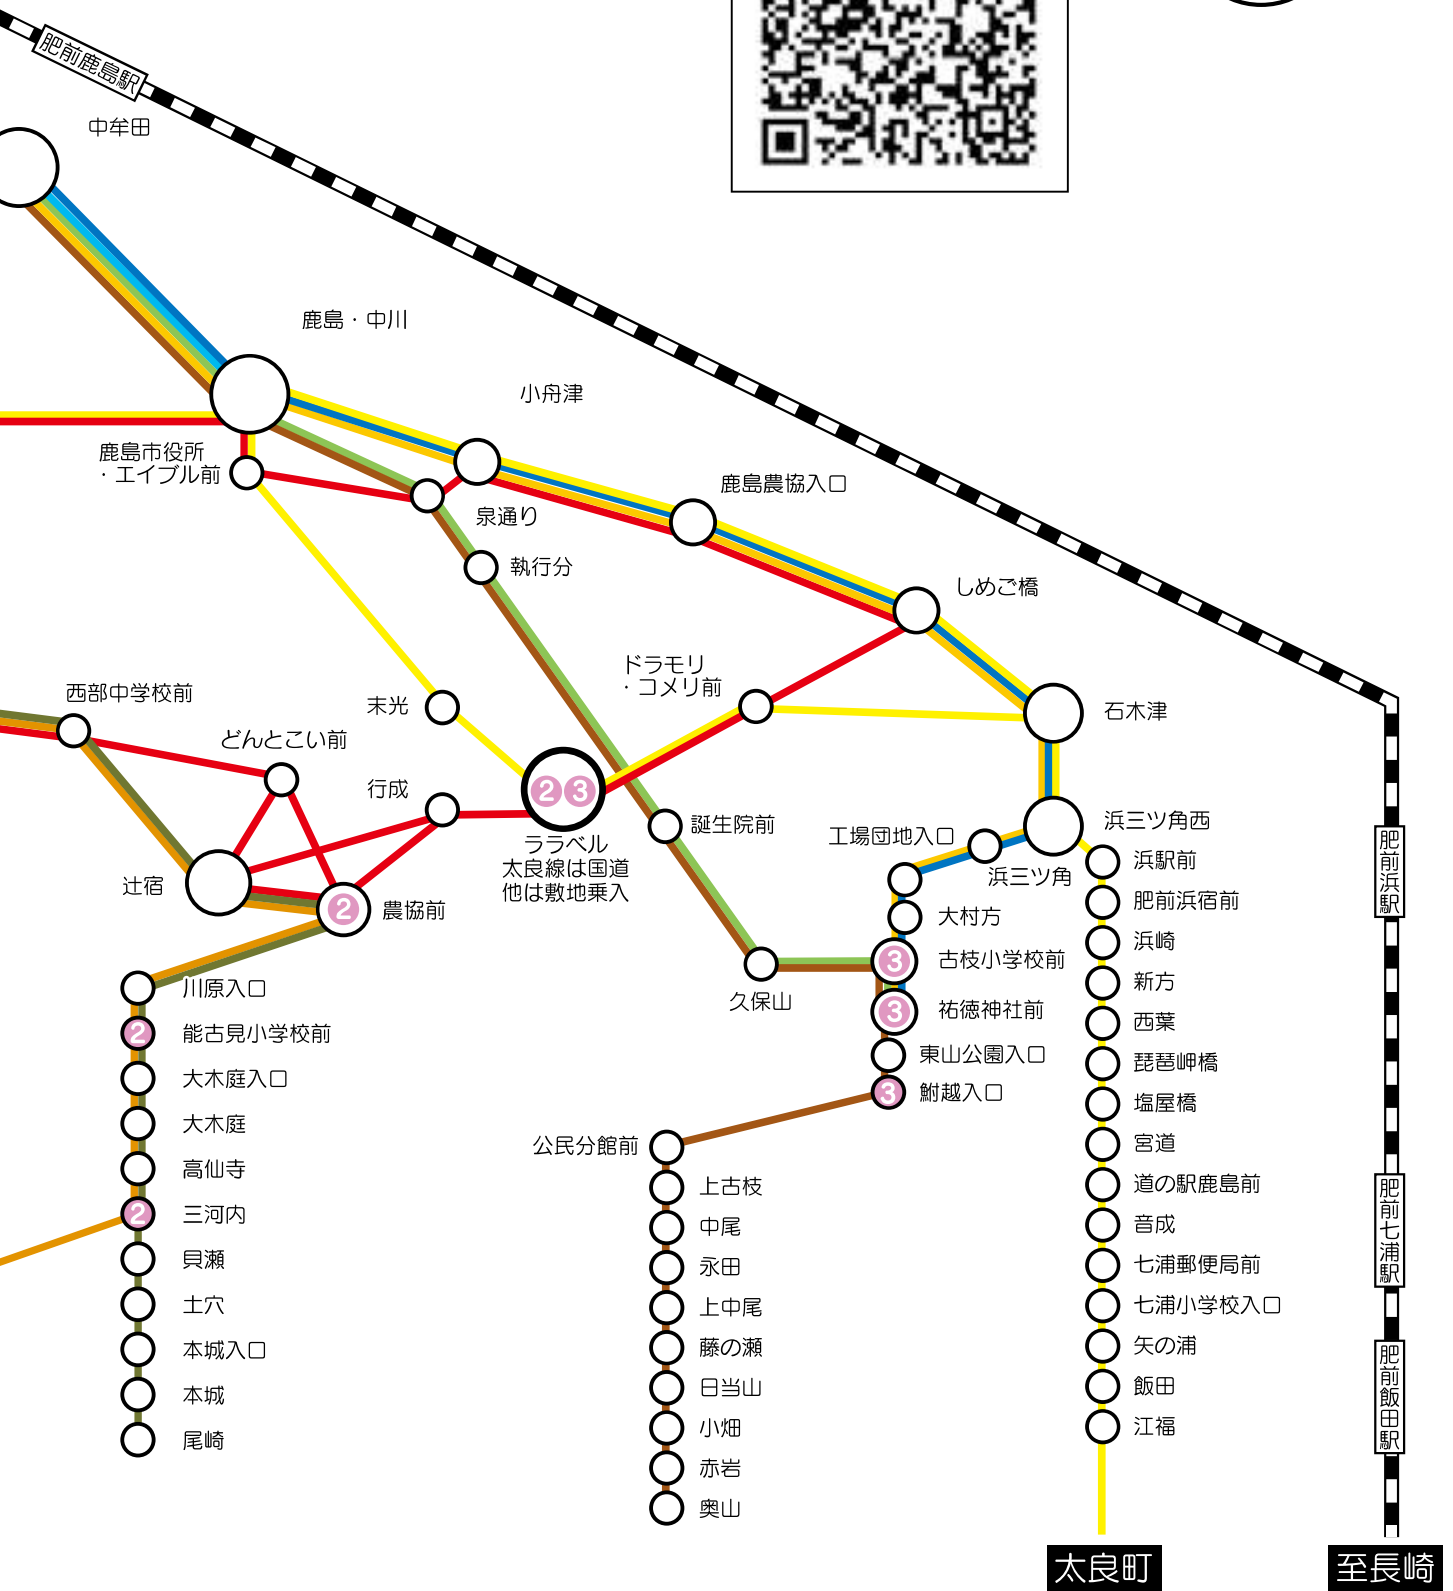 肥前鹿島駅
中牟田
鹿島・中川
小舟津
鹿島市役所
・エイブル前
鹿島農協入口
泉通り
執行分
しめご橋
ドラモリ
・コメリ前
西部中学校前
末光
石木津
どんとこい前
行成
2 3
ララベル
太良線は国道
他は敷地乗入
誕生院前
工場団地入口
浜三ツ角西
浜三ツ角
辻宿
2
農協前
大村方
3
古枝小学校前
久保山
3
祐徳神社前
東山公園入口
3
鮒越入口
川原入口
2
能古見小学校前
大木庭入口
大木庭
高仙寺
2
三河内
貝瀬
土穴
本城入口
本城
尾崎
公民分館前
上古枝
中尾
永田
上中尾
藤の瀬
日当山
小畑
赤岩
奥山
浜駅前
肥前浜宿前
浜崎
新方
西葉
琵琶岬橋
塩屋橋
宮道
道の駅鹿島前
音成
七浦郵便局前
七浦小学校入口
矢の浦
飯田
江福
肥前浜駅
肥前七浦駅
肥前飯田駅
太良町
至長崎